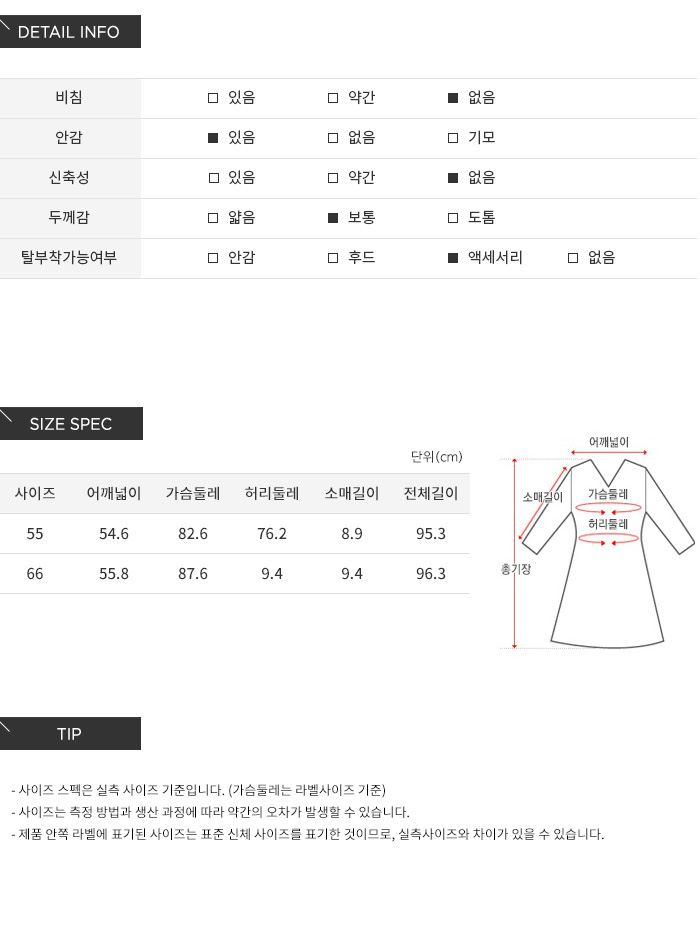 DETAIL INFO
비침 □ 있음 □ 약간 ■ 없음
안감 ■ 있음 □ 없음 □ 기모
신축성 □ 있음 □ 약간 ■ 없음
두께감 □ 얇음 ■ 보통 □ 도톰
탈부착가능여부 □ 안감 □ 후드 ■ 액세서리 □ 없음
SIZE SPEC
단위(cm)
사이즈 어깨넓이 가슴둘레 허리둘레 소매길이 전체길이
55 54.6 82.6 76.2 8.9 95.3
66 55.8 87.6 9.4 9.4 96.3
어깨넓이
소매길이
가슴둘레
허리둘레
총기장
TIP
- 사이즈 스펙은 실측 사이즈 기준입니다. (가슴둘레는 라벨사이즈 기준)
- 사이즈는 측정 방법과 생산 과정에 따라 약간의 오차가 발생할 수 있습니다.
- 제품 안쪽 라벨에 표기된 사이즈는 표준 신체 사이즈를 표기한 것이므로, 실측사이즈와 차이가 있을 수 있습니다.